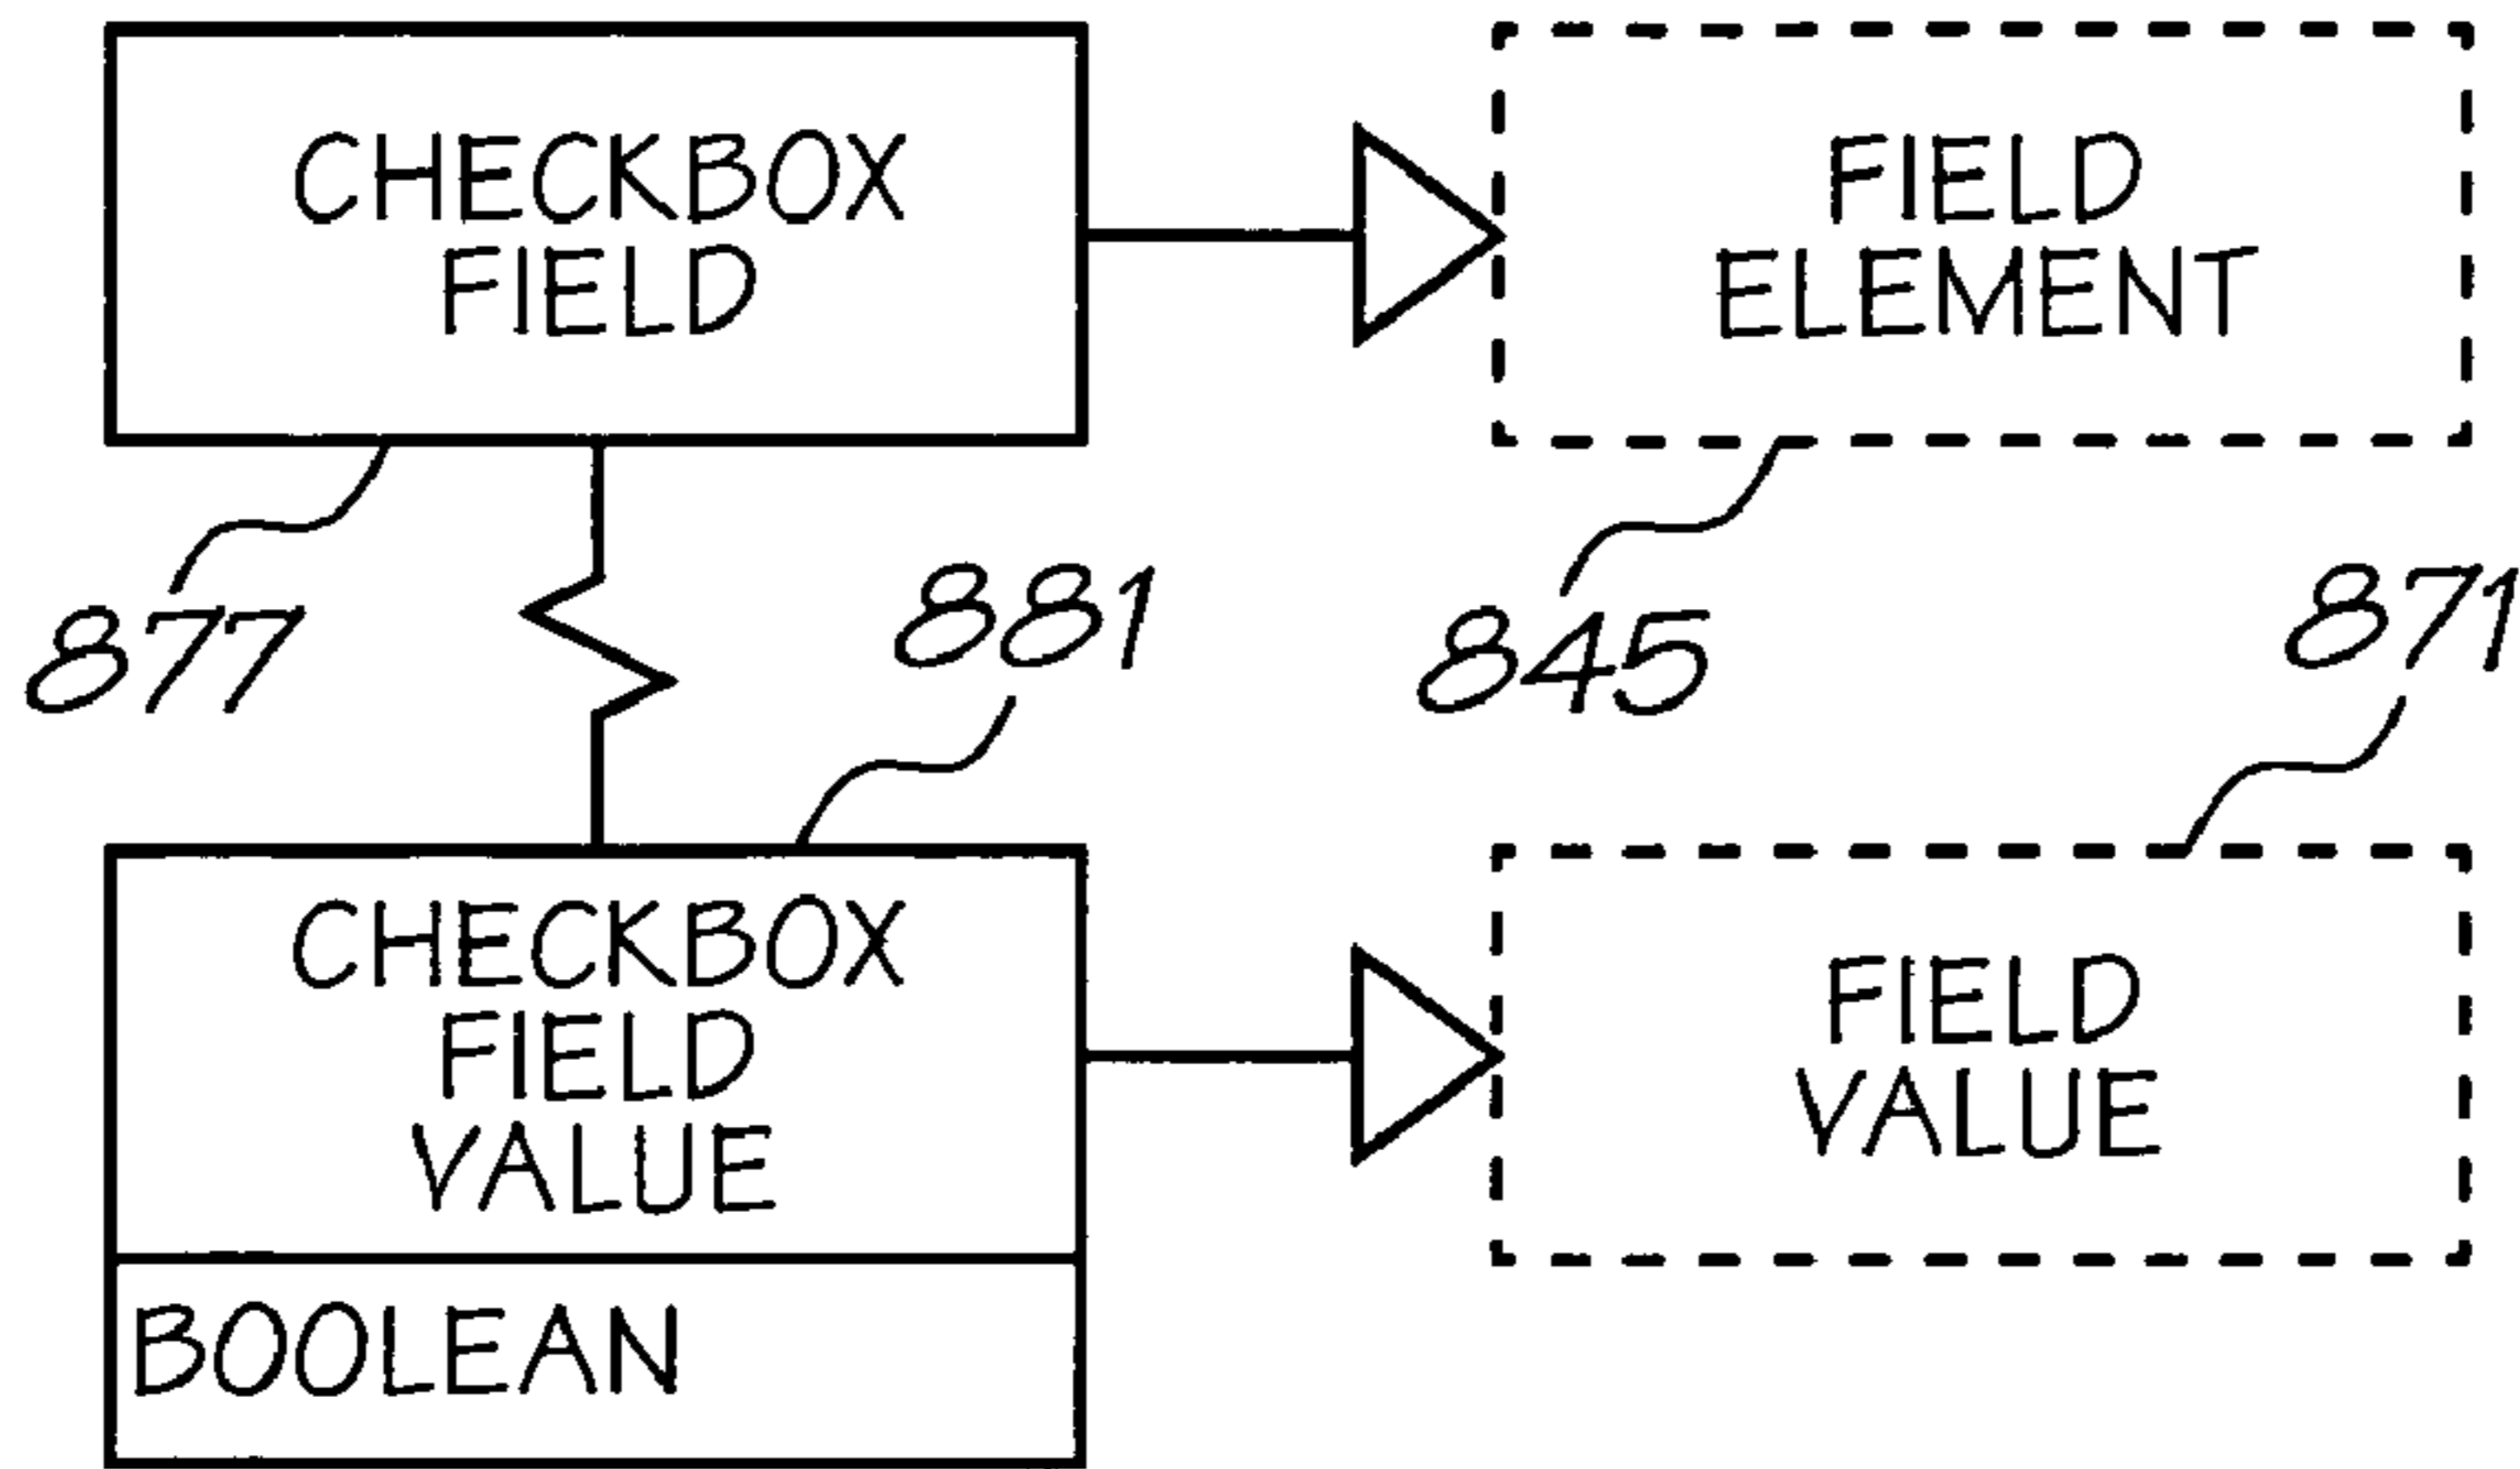 CHECKBOX
FIELD
FIELD
ELEMENT
877
881
845
871
CHECKBOX
FIELD
VALUE
BOOLEAN
FIELD
VALUE